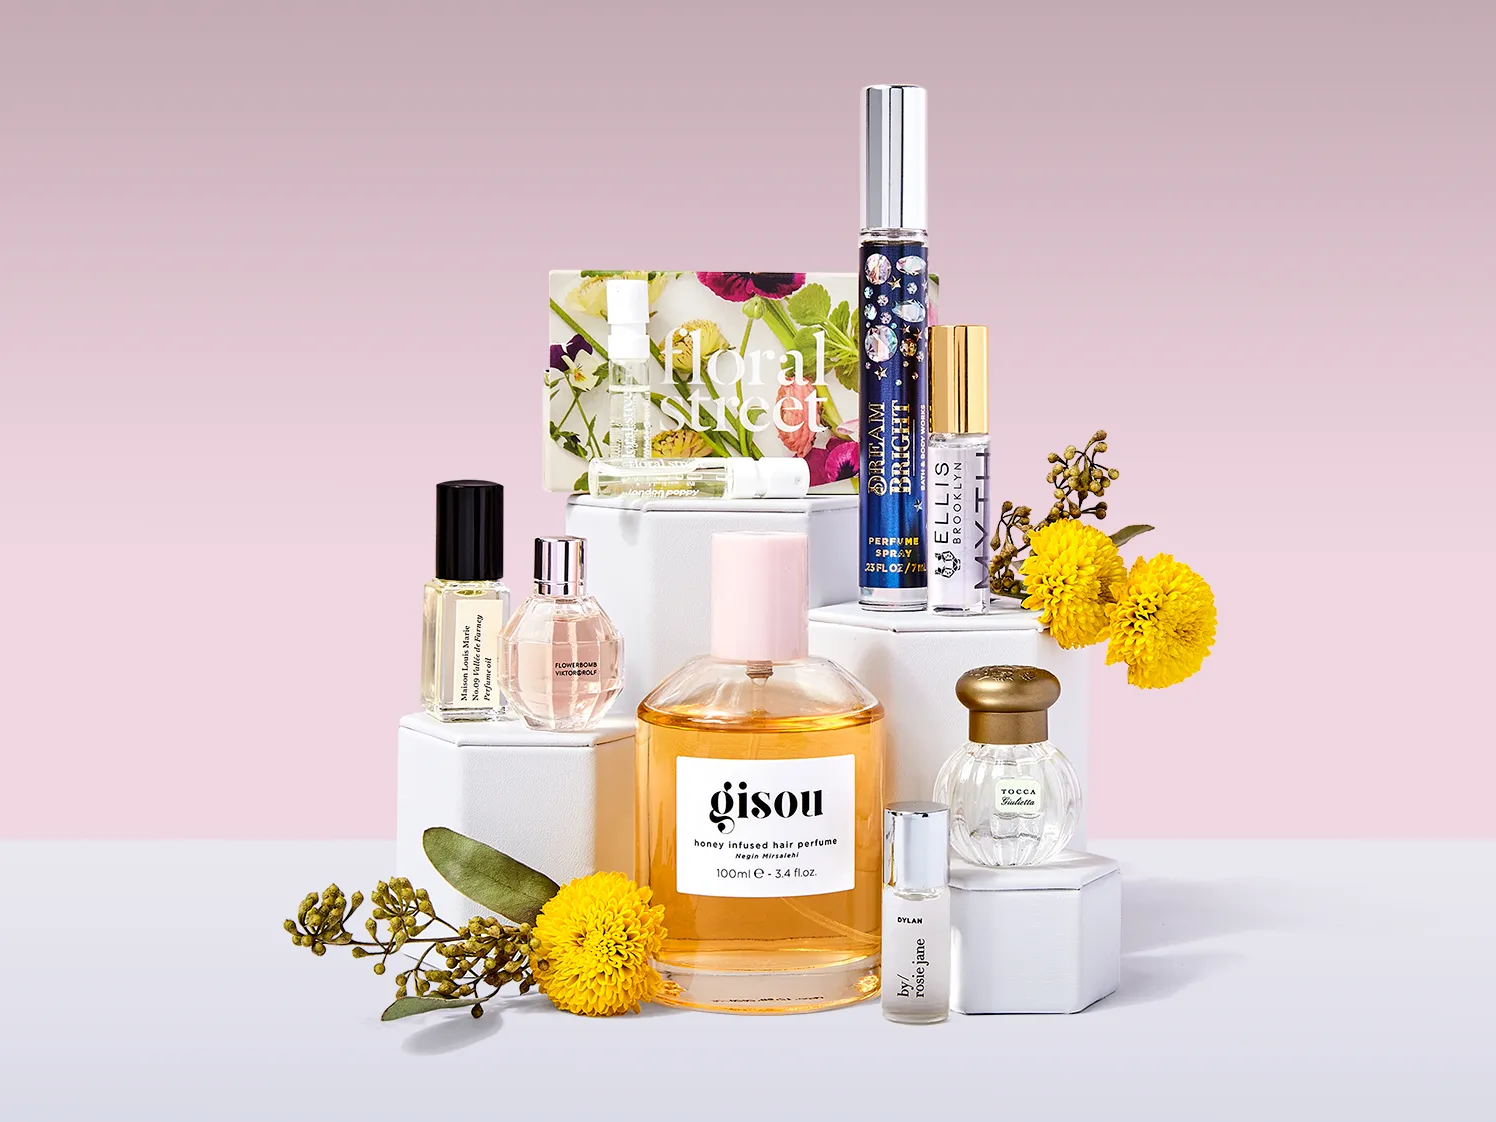 floral
street
floral street
london poppy
DREAM
BRIGHT
BATH & BODY WORKS
PERFUME
SPRAY
.23 FL OZ / 7 mL
ELLIS
BROOKLYN
MYTH
Maison Louis Marie
No.09 Vallée de Farney
Perfume oil
FLOWERBOMB
VIKTOR&ROLF
gisou
honey infused hair perfume
Negin Mirsalehi
100ml e - 3.4 fl.oz.
TOCCA
Giulietta
DYLAN
by/
rosie jane